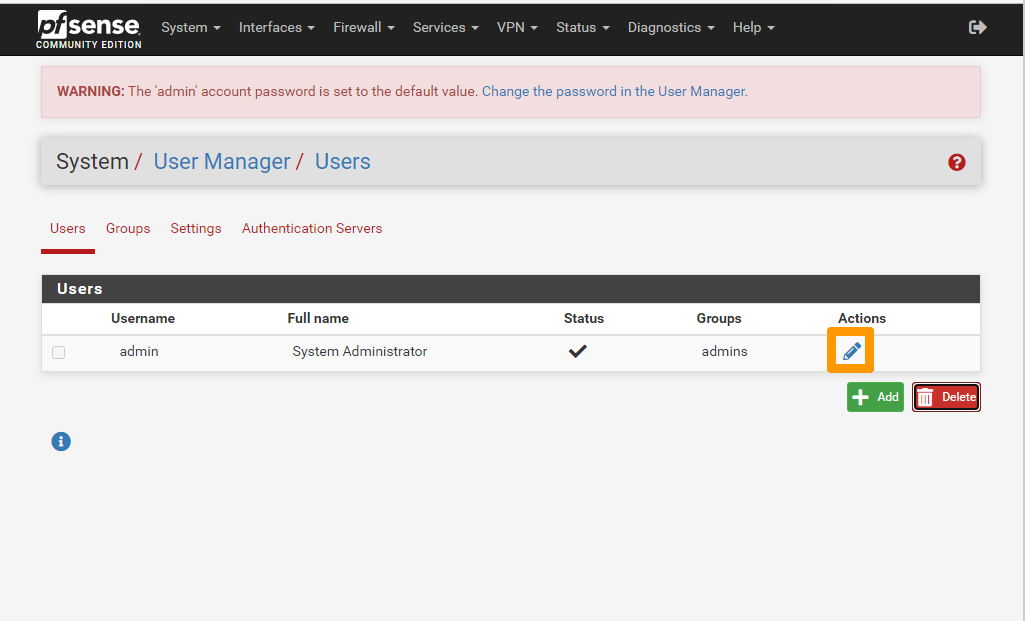 pfsense
COMMUNITY EDITION
System Interfaces Firewall Services VPN Status Diagnostics Help
WARNING: The 'admin' account password is set to the default value. Change the password in the User Manager.
System / User Manager / Users
Users Groups Settings Authentication Servers
Users
Username Full name Status Groups Actions
admin System Administrator admins
Add Delete